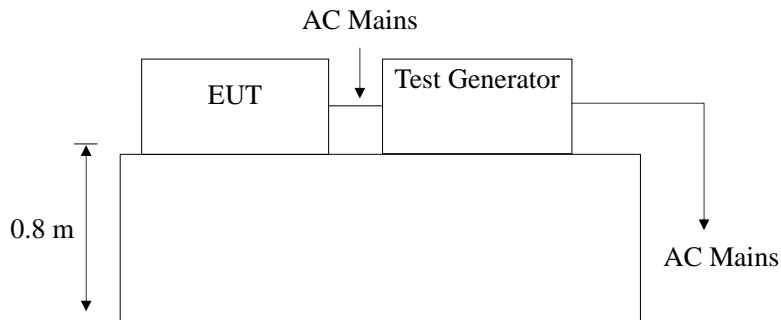 AC Mains
EUT
Test Generator
0.8 m
AC Mains